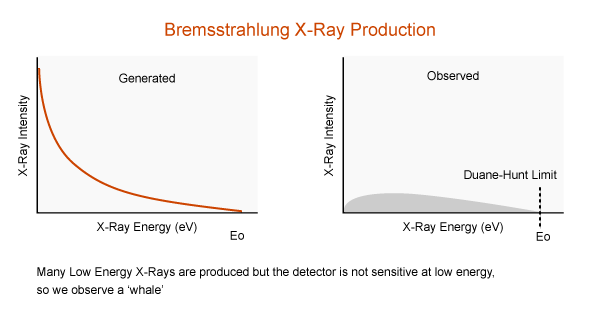 Bremsstrahlung X-Ray Production
Generated
X-Ray Intensity
X-Ray Energy (eV)
Eo
Observed
X-Ray Intensity
Duane-Hunt Limit
X-Ray Energy (eV)
Eo
Many Low Energy X-Rays are produced but the detector is not sensitive at low energy,
so we observe a ‘whale’